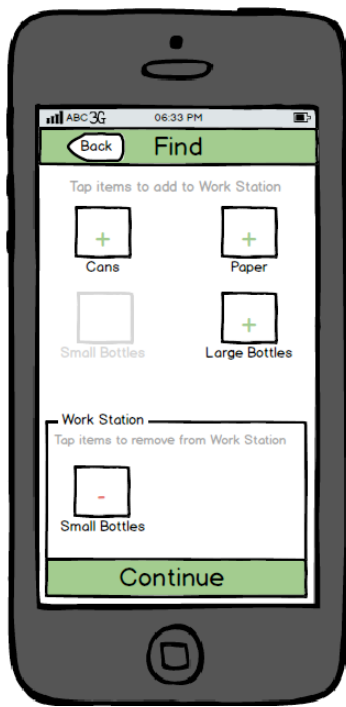 ABC 3G 06:33 PM
Back Find
Tap items to add to Work Station
+ +
Cans Paper
+
Small Bottles Large Bottles
Work Station
Tap items to remove from Work Station
-
Small Bottles
Continue